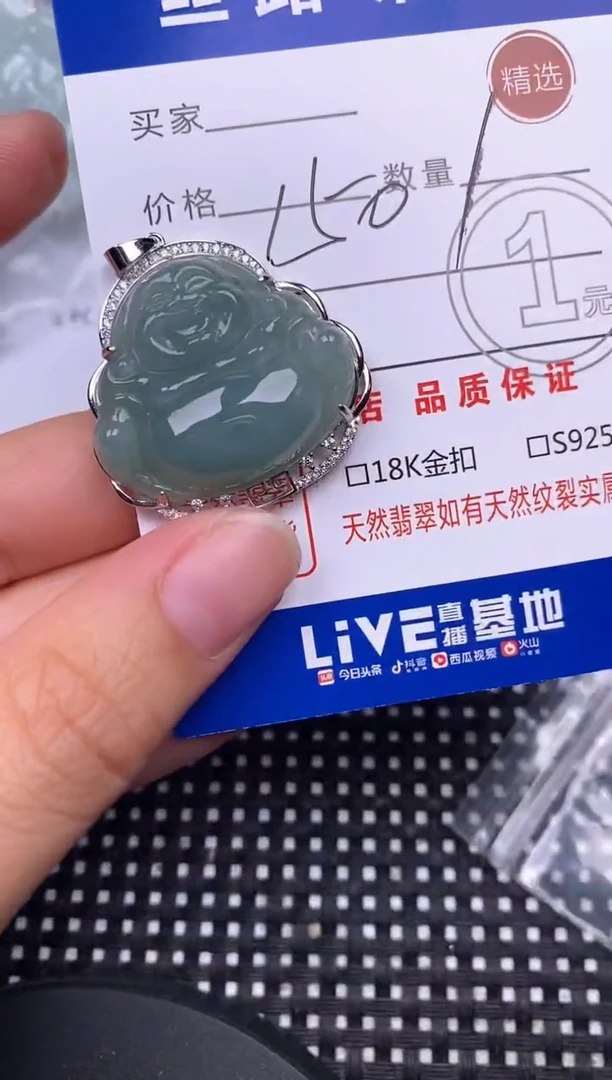 精选
买家
价格 数量
150
1元
店 品质保证
□18K金扣 □S925
天然翡翠如有天然纹裂实属
LiVE直播基地
今日头条 抖音 西瓜视频 火山